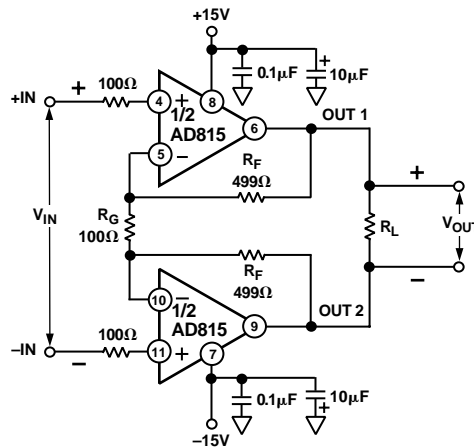 +15V
0.1µF
10µF
+
+IN
+
100Ω
4
+
8
1/2
AD815
6
OUT 1
5
–
R_F
499Ω
V_IN
R_G
100Ω
R_L
+
V_OUT
–
R_F
499Ω
10
–
1/2
AD815
9
OUT 2
–IN
–
100Ω
11
+
7
0.1µF
10µF
+
–15V